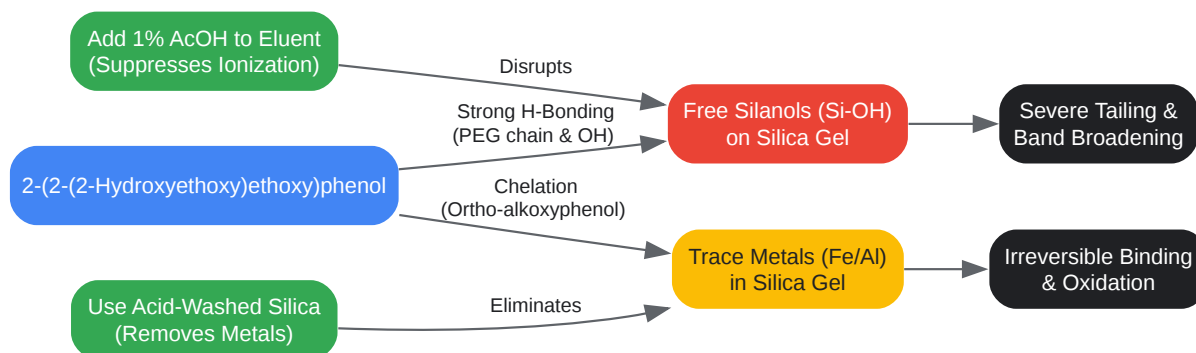 Add 1% AcOH to Eluent
(Suppresses Ionization)
Disrupts
Strong H-Bonding
(PEG chain & OH)
Free Silanols (Si-OH)
on Silica Gel
Severe Tailing &
Band Broadening
2-(2-(2-Hydroxyethoxy)ethoxy)phenol
Chelation
(Ortho-alkoxyphenol)
Trace Metals (Fe/Al)
in Silica Gel
Irreversible Binding
& Oxidation
Use Acid-Washed Silica
(Removes Metals)
Eliminates